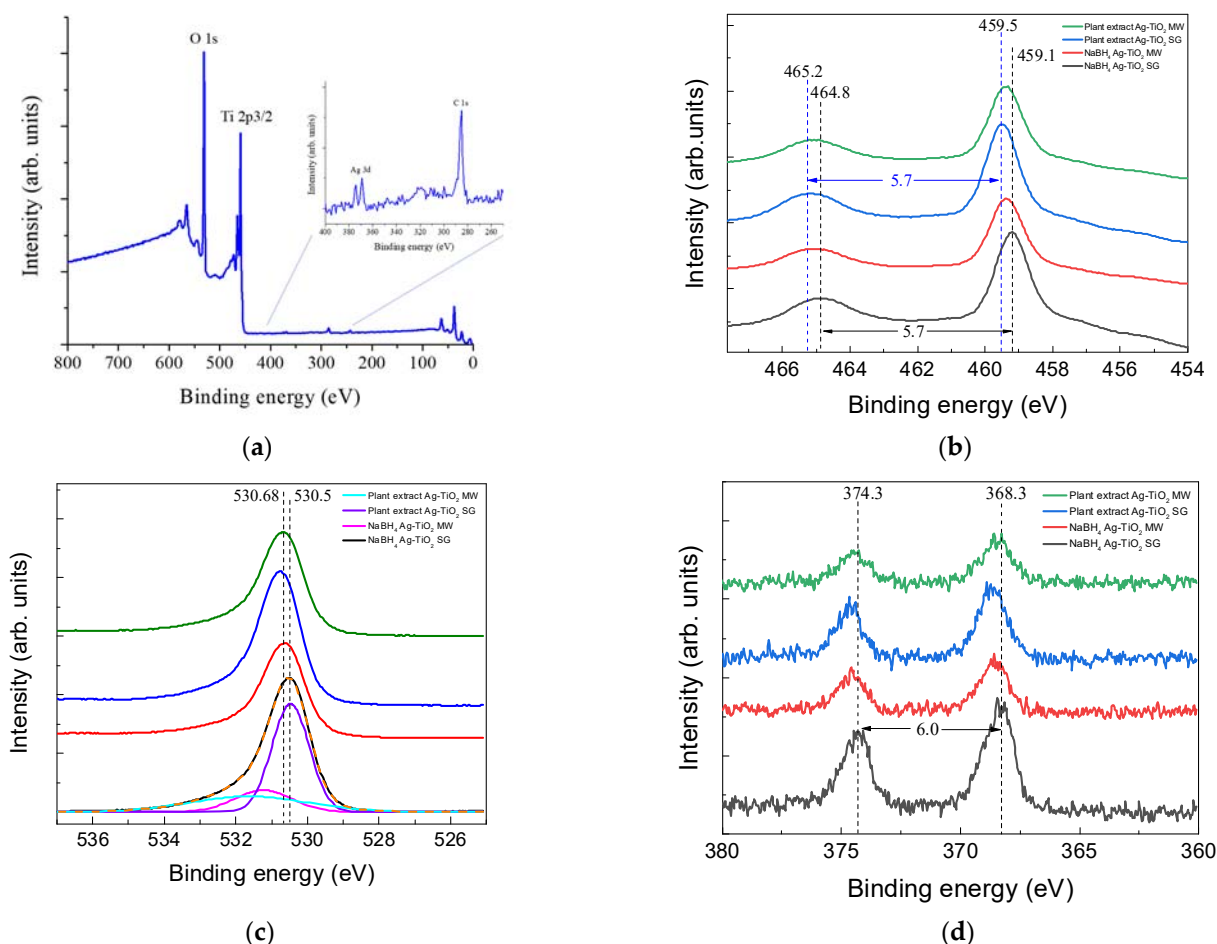 O 1s
Ti 2p3/2
C 1s
Ag 3d
Intensity (arb. units)
400 380 360 340 320 300 280 260
Binding energy (eV)
Intensity (arb. units)
800 700 600 500 400 300 200 100 0
Binding energy (eV)
(a)
Plant extract Ag-TiO₂ MW
Plant extract Ag-TiO₂ SG
NaBH₄ Ag-TiO₂ MW
NaBH₄ Ag-TiO₂ SG
459.5
459.1
465.2
464.8
5.7
5.7
Intensity (arb.units)
466 464 462 460 458 456 454
Binding energy (eV)
(b)
530.68 530.5
Plant extract Ag-TiO₂ MW
Plant extract Ag-TiO₂ SG
NaBH₄ Ag-TiO₂ MW
NaBH₄ Ag-TiO₂ SG
Intensity (arb. units)
536 534 532 530 528 526
Binding energy (eV)
(c)
374.3 368.3
Plant extract Ag-TiO₂ MW
Plant extract Ag-TiO₂ SG
NaBH₄ Ag-TiO₂ MW
NaBH₄ Ag-TiO₂ SG
6.0
Intensity (arb. units)
380 375 370 365 360
Binding energy (eV)
(d)